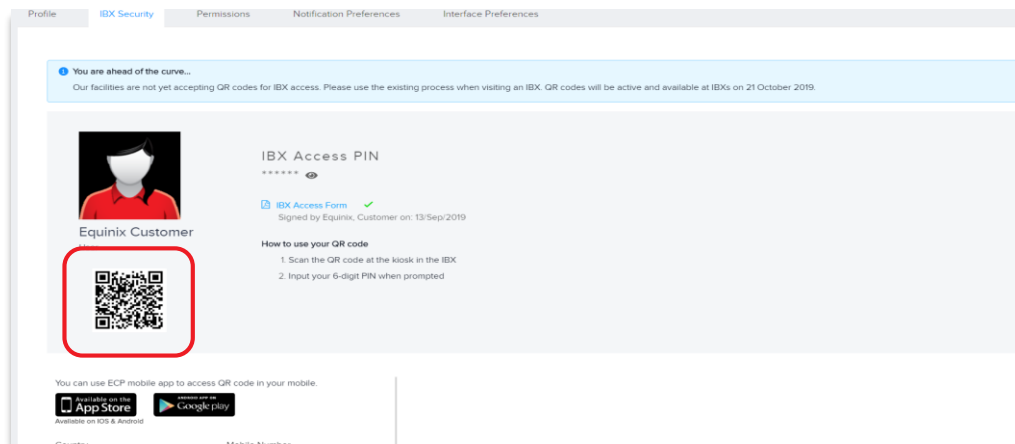 Profile IBX Security Permissions Notification Preferences Interface Preferences
You are ahead of the curve...
Our facilities are not yet accepting QR codes for IBX access. Please use the existing process when visiting an IBX. QR codes will be active and available at IBXs on 21 October 2019.
IBX Access PIN
******
IBX Access Form
Signed by Equinix, Customer on: 13/Sep/2019
Equinix Customer
How to use your QR code
1. Scan the QR code at the kiosk in the IBX
2. Input your 6-digit PIN when prompted
You can use ECP mobile app to access QR code in your mobile.
Available on the
App Store
ANDROID APP ON
Google play
Available on IOS & Android